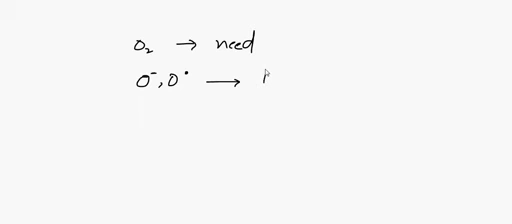 O₂ → need
O⁻, O• →